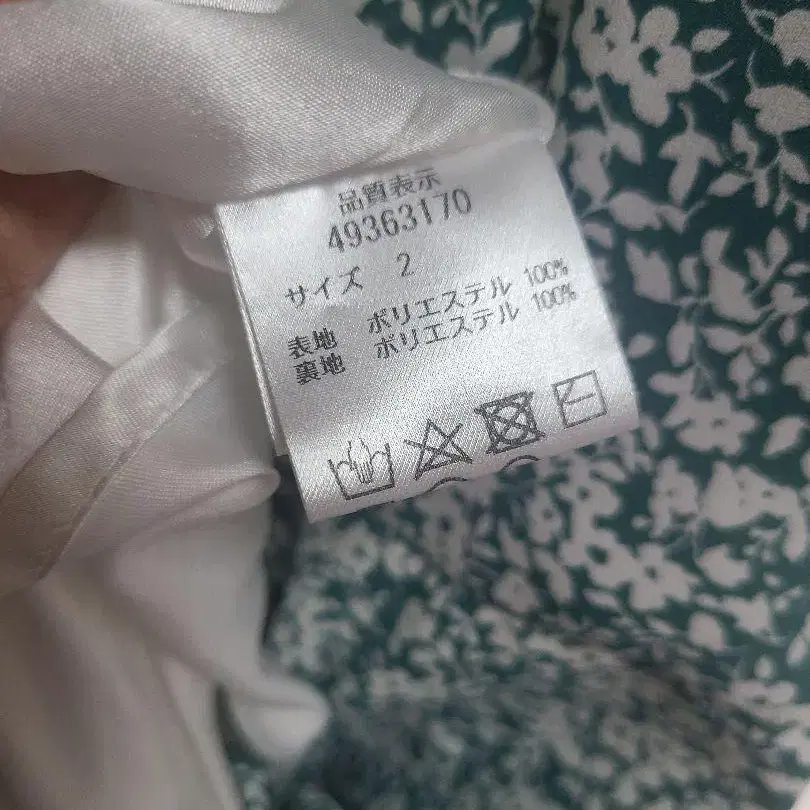 品質表示
49363170
サイズ 2
表地 ポリエステル 100%
裏地 ポリエステル 100%